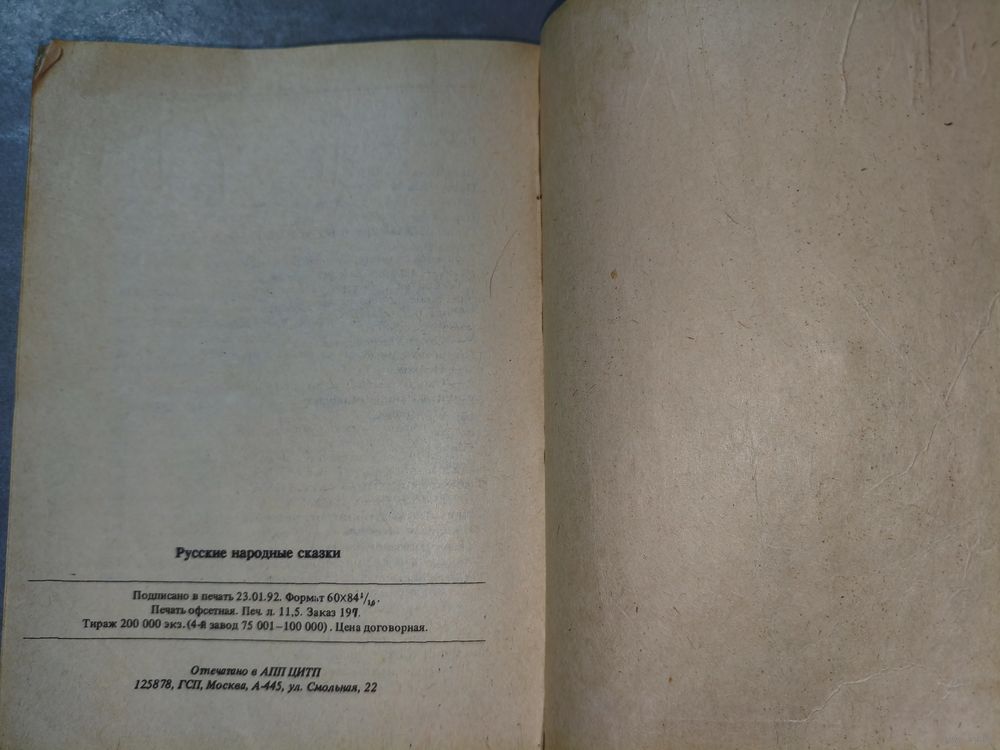 Русские народные сказки
Подписано в печать 23.01.92. Формат 60×84 1/16.
Печать офсетная. Печ. л. 11,5. Заказ 197.
Тираж 200 000 экз. (4-й завод 75 001–100 000). Цена договорная.
Отпечатано в АПП ЦИТП
125878, ГСП, Москва, А-445, ул. Смольная, 22